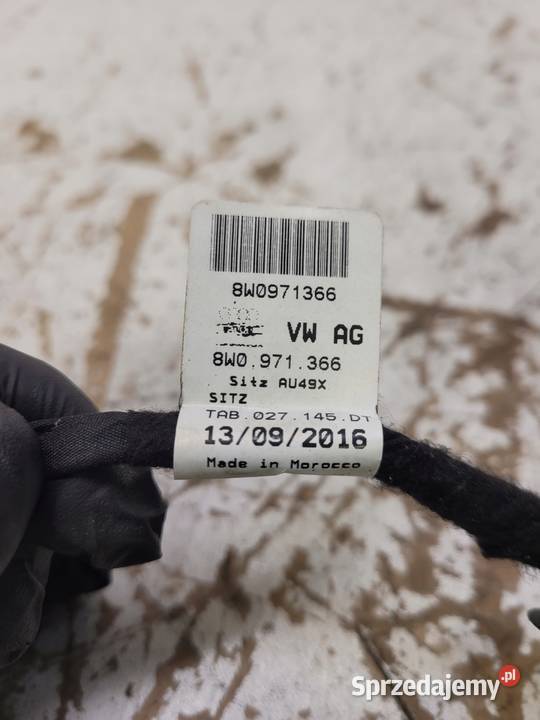 8W0971366
VW AG
8W0.971.366
Sitz AU49X
SITZ
TAB.027.145.DT
13/09/2016
Made in Morocco
Sprzedajemy.pl